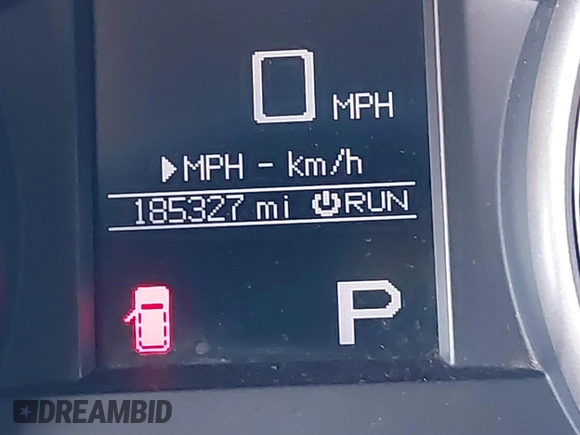 0 MPH
▶MPH - km/h
185327 mi ⏻RUN
P
★DREAMBID